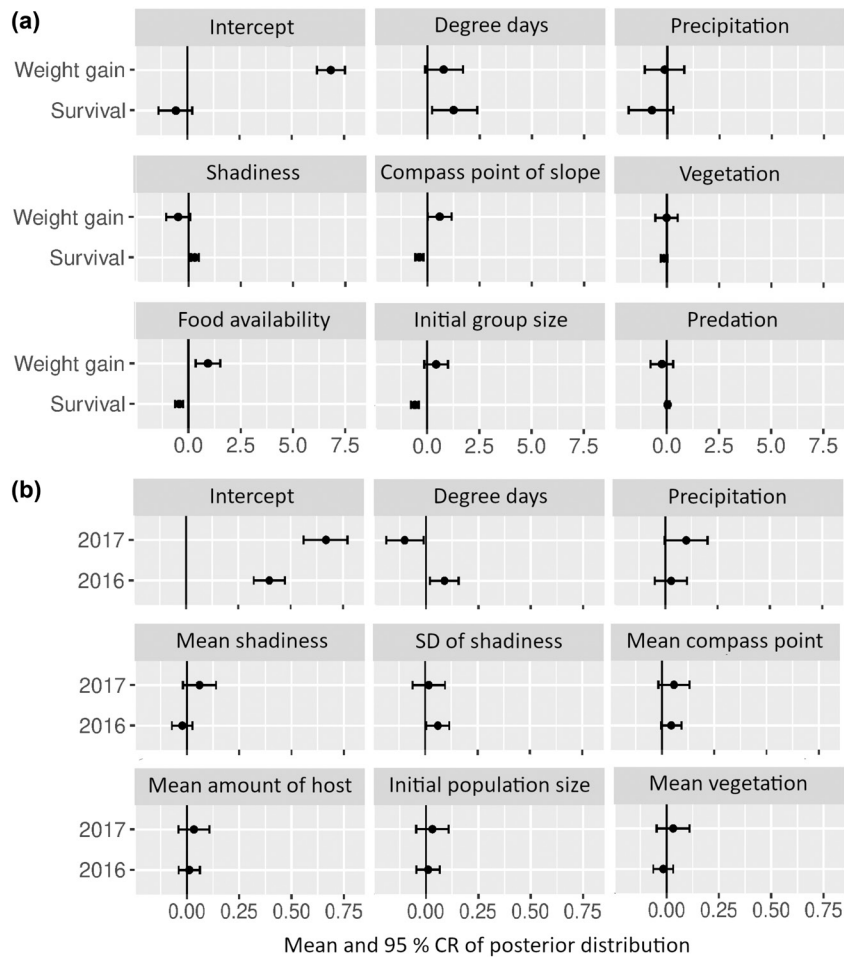 (a)
Intercept Degree days Precipitation
Weight gain
Survival
Shadiness Compass point of slope Vegetation
Weight gain
Survival
Food availability Initial group size Predation
Weight gain
Survival
0.0 2.5 5.0 7.5 0.0 2.5 5.0 7.5 0.0 2.5 5.0 7.5
(b)
Intercept Degree days Precipitation
2017
2016
Mean shadiness SD of shadiness Mean compass point
2017
2016
Mean amount of host Initial population size Mean vegetation
2017
2016
0.00 0.25 0.50 0.75 0.00 0.25 0.50 0.75 0.00 0.25 0.50 0.75
Mean and 95 % CR of posterior distribution